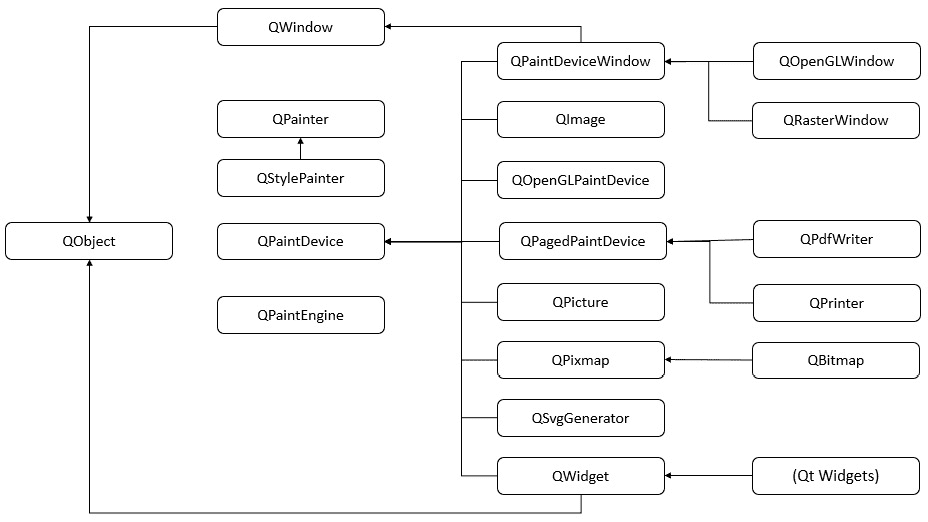 QWindow
QPaintDeviceWindow
QOpenGLWindow
QPainter
QImage
QRasterWindow
QStylePainter
QOpenGLPaintDevice
QObject
QPaintDevice
QPagedPaintDevice
QPdfWriter
QPaintEngine
QPicture
QPrinter
QPixmap
QBitmap
QSvgGenerator
QWidget
(Qt Widgets)